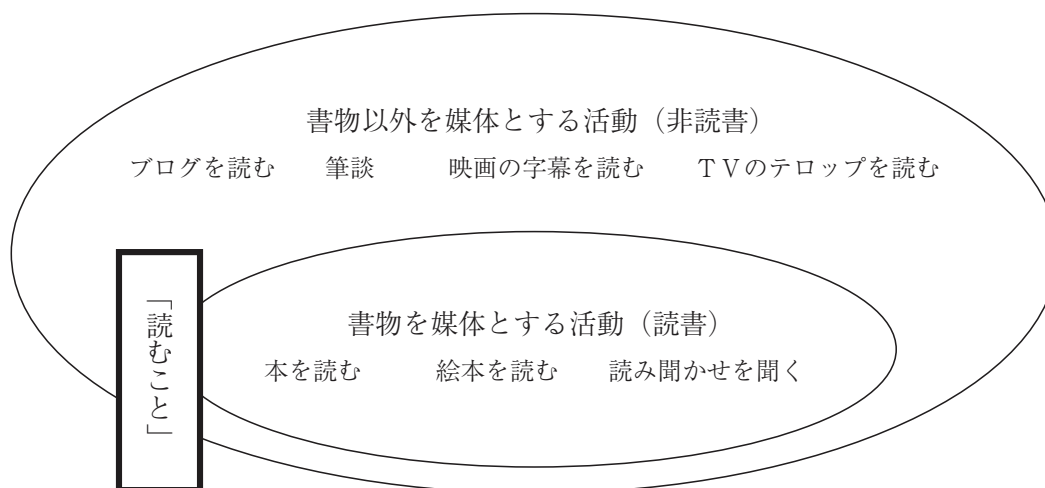 書物以外を媒体とする活動（非読書）
ブログを読む 筆談 映画の字幕を読む ＴＶのテロップを読む
書物を媒体とする活動（読書）
本を読む 絵本を読む 読み聞かせを聞く
「読むこと」